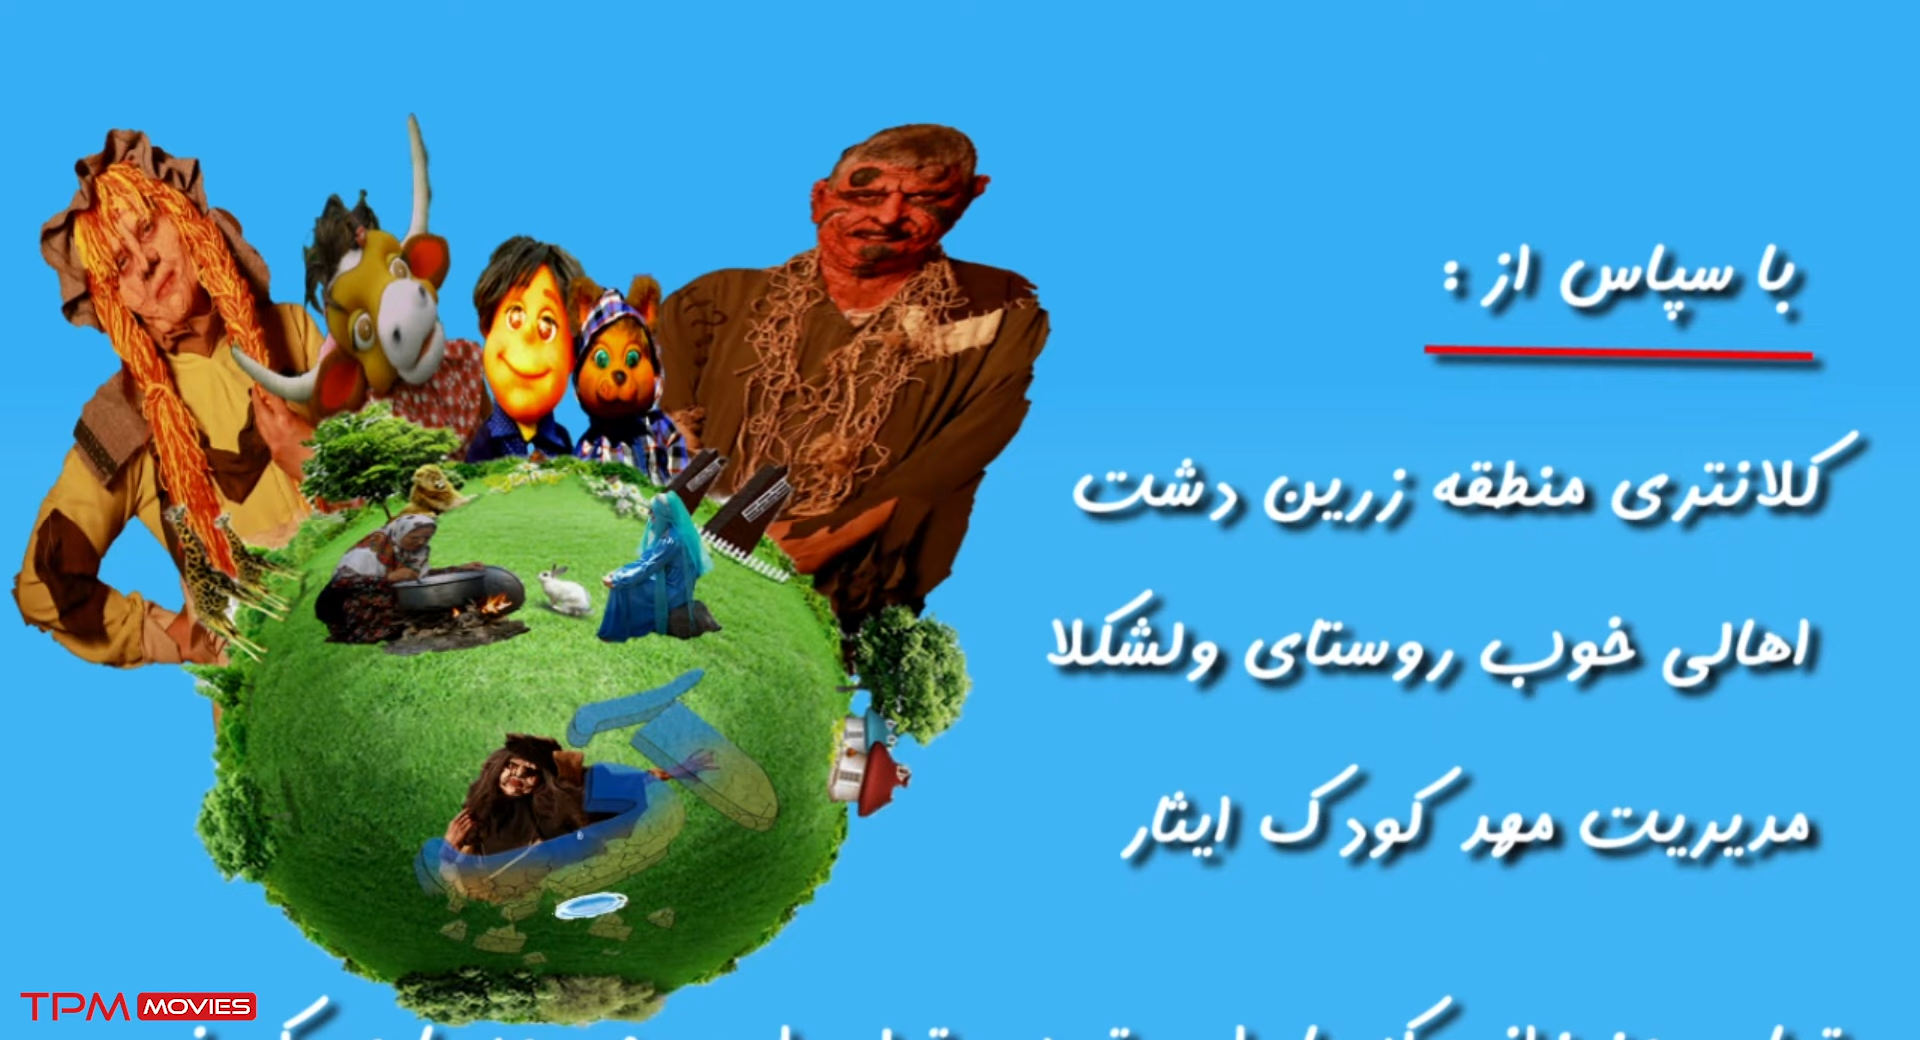 با سپاس از :
کلانتری منطقه زرین دشت
اهالی خوب روستای ولشکلا
مدیریت مهد کودک ایثار
TPM MOVIES